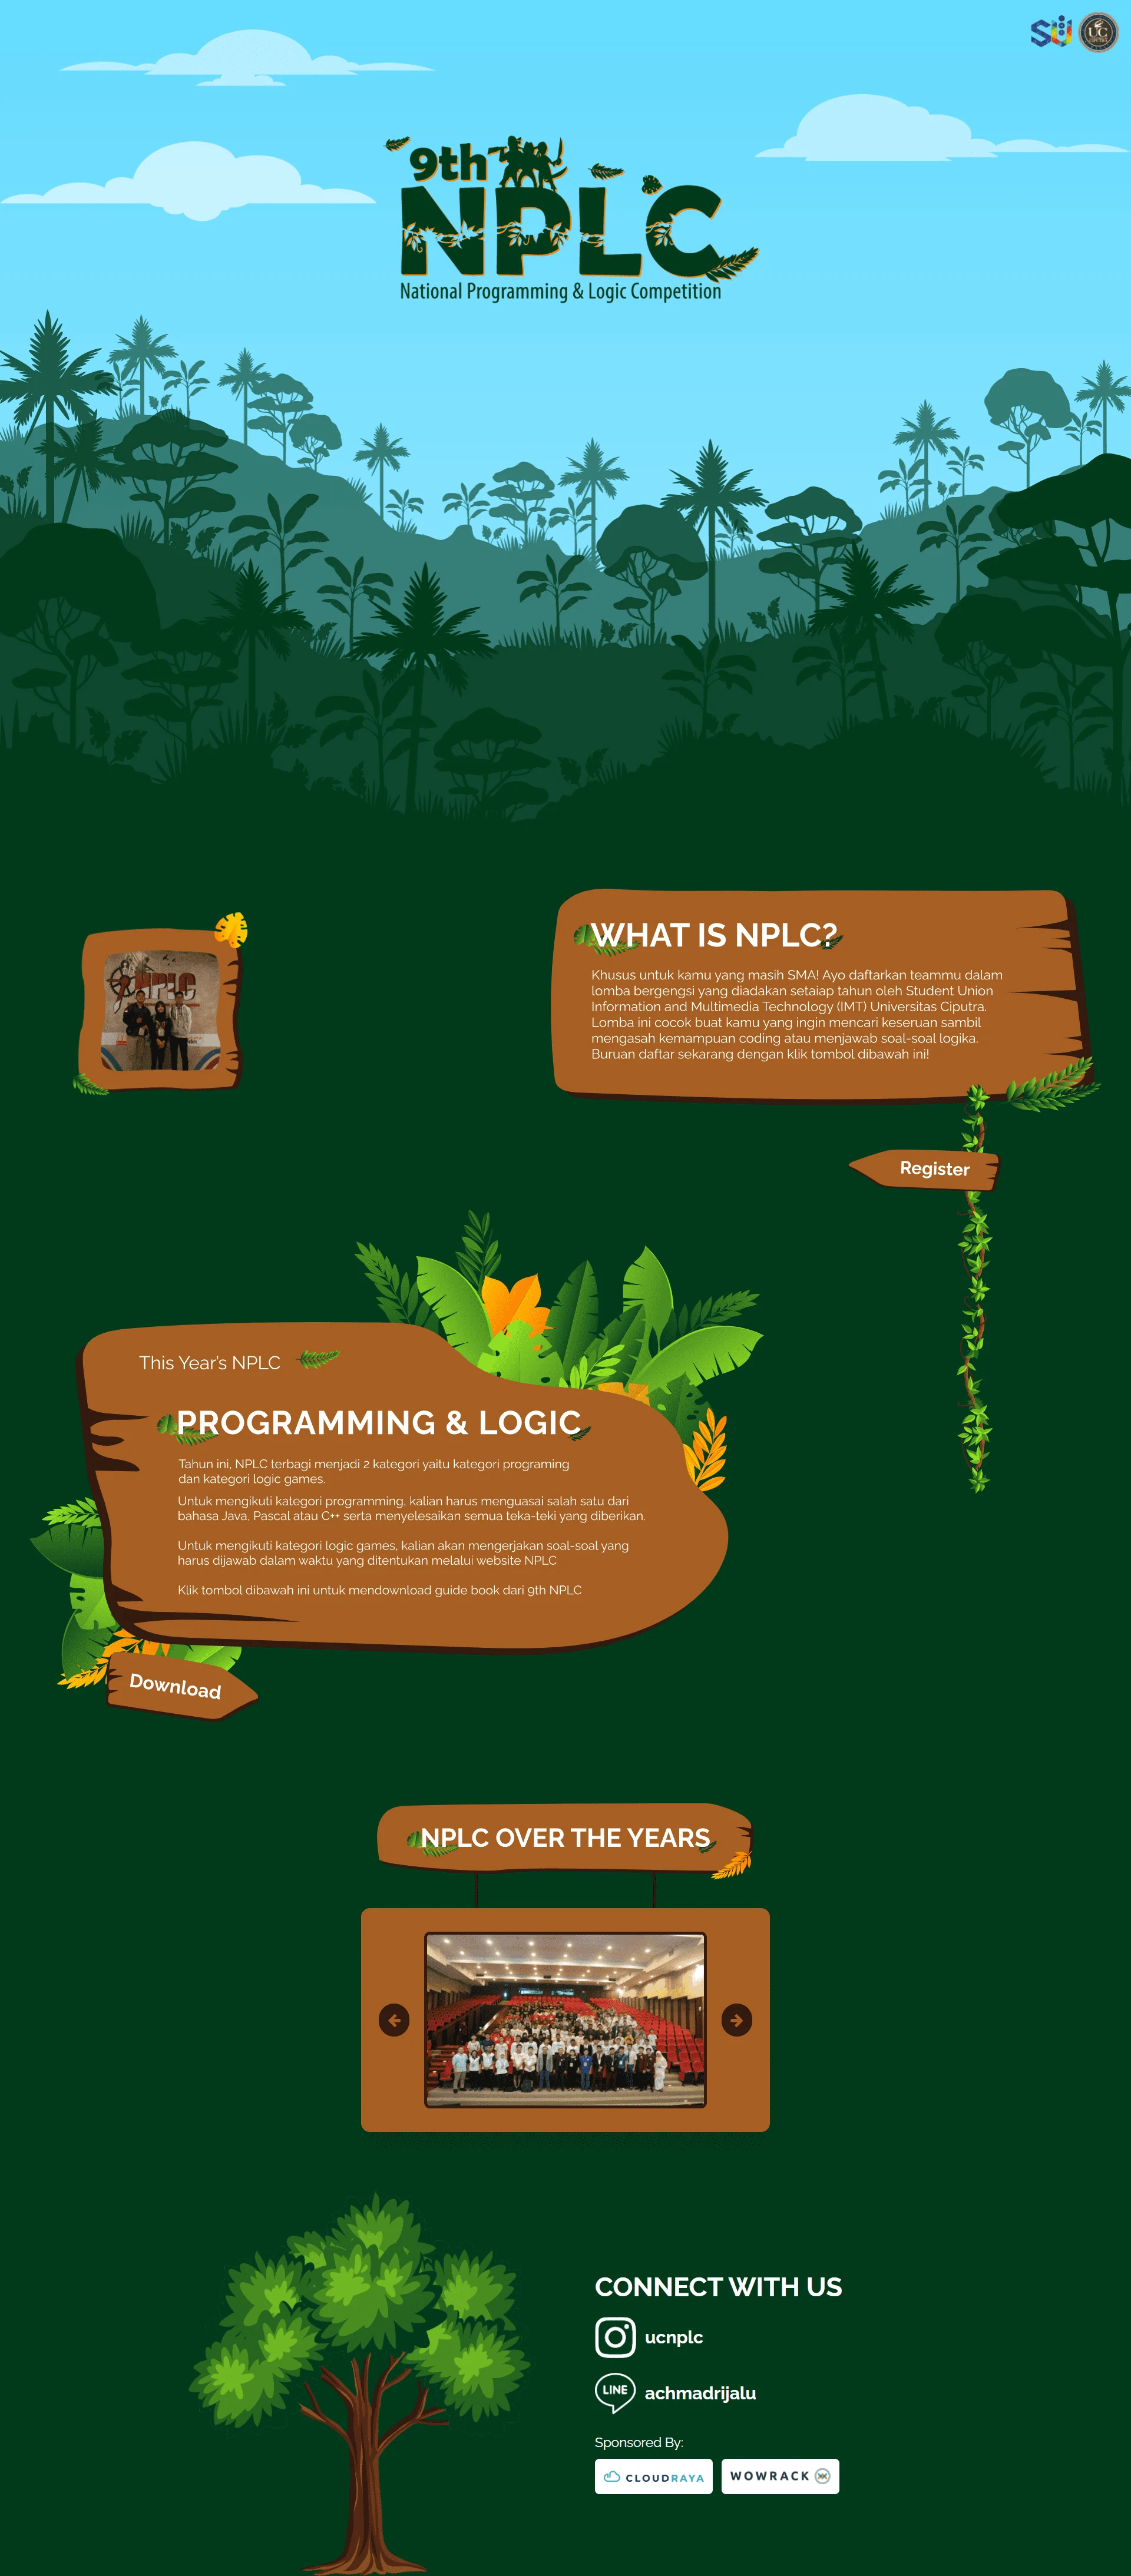 SU UC
9th
NPLC
National Programming & Logic Competition
NPLC
WHAT IS NPLC?
Khusus untuk kamu yang masih SMA! Ayo daftarkan teammu dalam
lomba bergengsi yang diadakan setaiap tahun oleh Student Union
Information and Multimedia Technology (IMT) Universitas Ciputra.
Lomba ini cocok buat kamu yang ingin mencari keseruan sambil
mengasah kemampuan coding atau menjawab soal-soal logika.
Buruan daftar sekarang dengan klik tombol dibawah ini!
Register
This Year's NPLC
PROGRAMMING & LOGIC
Tahun ini, NPLC terbagi menjadi 2 kategori yaitu kategori programing
dan kategori logic games.
Untuk mengikuti kategori programming, kalian harus menguasai salah satu dari
bahasa Java, Pascal atau C++ serta menyelesaikan semua teka-teki yang diberikan.
Untuk mengikuti kategori logic games, kalian akan mengerjakan soal-soal yang
harus dijawab dalam waktu yang ditentukan melalui website NPLC
Klik tombol dibawah ini untuk mendownload guide book dari 9th NPLC
Download
NPLC OVER THE YEARS
CONNECT WITH US
ucnplc
LINE
achmadrijalu
Sponsored By:
CLOUDRAYA
WOWRACK